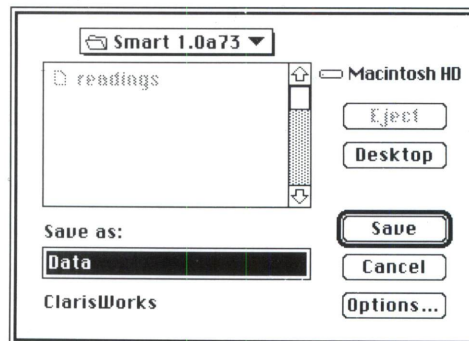 Smart 1.0a73
readings
Macintosh HD
Eject
Desktop
Save as:
Save
Data
Cancel
ClarisWorks
Options...